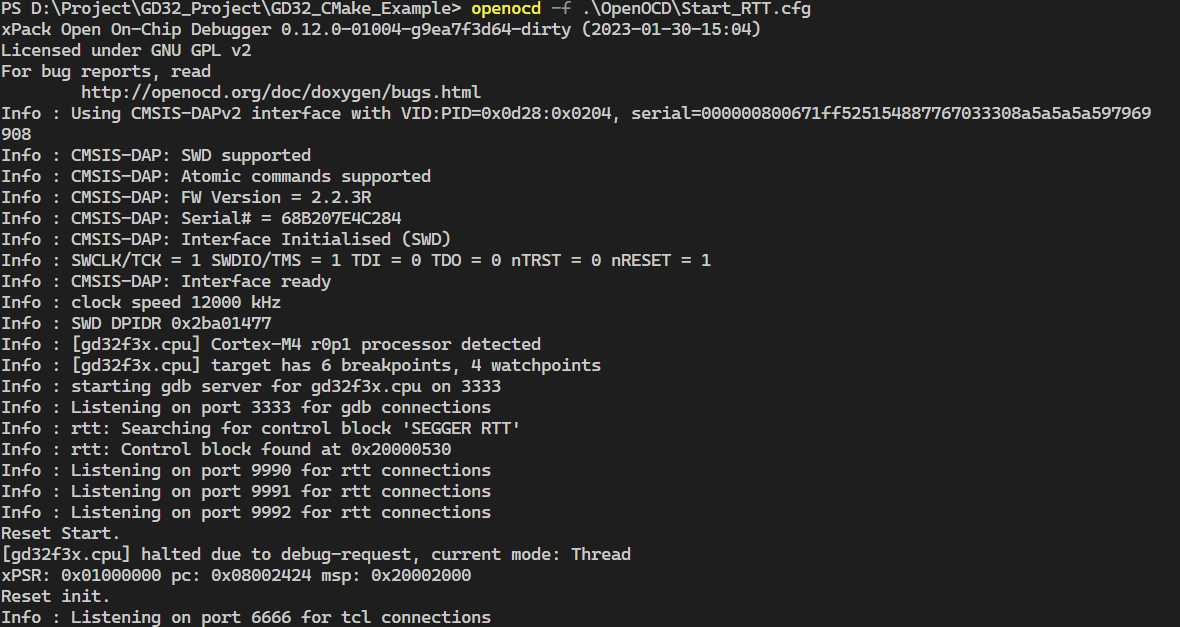 PS D:\Project\GD32_Project\GD32_CMake_Example> openocd -f .\OpenOCD\Start_RTT.cfg
xPack Open On-Chip Debugger 0.12.0-01004-g9ea7f3d64-dirty (2023-01-30-15:04)
Licensed under GNU GPL v2
For bug reports, read
        http://openocd.org/doc/doxygen/bugs.html
Info : Using CMSIS-DAPv2 interface with VID:PID=0x0d28:0x0204, serial=000000800671ff525154887767033308a5a5a5a597969
908
Info : CMSIS-DAP: SWD supported
Info : CMSIS-DAP: Atomic commands supported
Info : CMSIS-DAP: FW Version = 2.2.3R
Info : CMSIS-DAP: Serial# = 68B207E4C284
Info : CMSIS-DAP: Interface Initialised (SWD)
Info : SWCLK/TCK = 1 SWDIO/TMS = 1 TDI = 0 TDO = 0 nTRST = 0 nRESET = 1
Info : CMSIS-DAP: Interface ready
Info : clock speed 12000 kHz
Info : SWD DPIDR 0x2ba01477
Info : [gd32f3x.cpu] Cortex-M4 r0p1 processor detected
Info : [gd32f3x.cpu] target has 6 breakpoints, 4 watchpoints
Info : starting gdb server for gd32f3x.cpu on 3333
Info : Listening on port 3333 for gdb connections
Info : rtt: Searching for control block 'SEGGER RTT'
Info : rtt: Control block found at 0x20000530
Info : Listening on port 9990 for rtt connections
Info : Listening on port 9991 for rtt connections
Info : Listening on port 9992 for rtt connections
Reset Start.
[gd32f3x.cpu] halted due to debug-request, current mode: Thread
xPSR: 0x01000000 pc: 0x08002424 msp: 0x20002000
Reset init.
Info : Listening on port 6666 for tcl connections